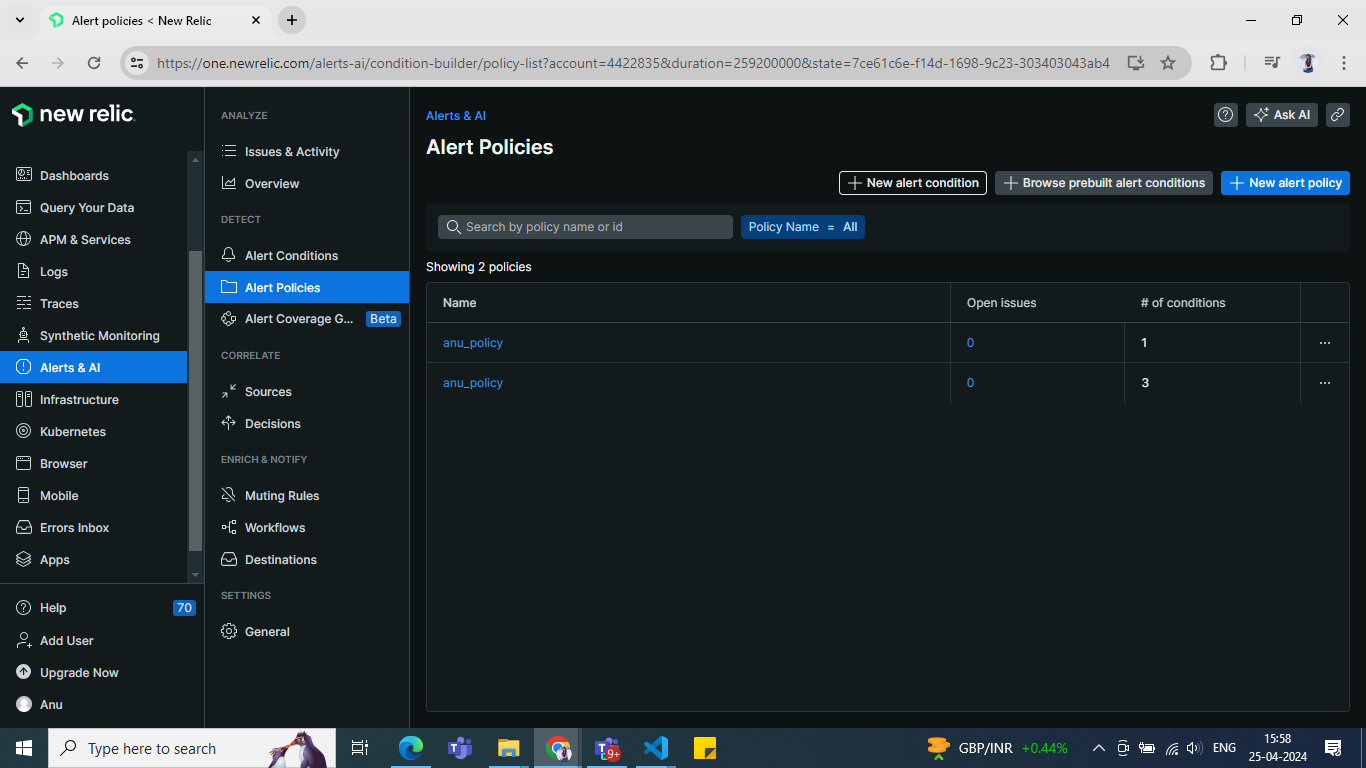 Alert policies < New Relic
https://one.newrelic.com/alerts-ai/condition-builder/policy-list?account=4422835&duration=259200000&state=7ce61c6e-f14d-1698-9c23-303403043ab4
new relic
Dashboards
Query Your Data
APM & Services
Logs
Traces
Synthetic Monitoring
Alerts & AI
Infrastructure
Kubernetes
Browser
Mobile
Errors Inbox
Apps
Help 70
Add User
Upgrade Now
Anu
ANALYZE
Issues & Activity
Overview
DETECT
Alert Conditions
Alert Policies
Alert Coverage G... Beta
CORRELATE
Sources
Decisions
ENRICH & NOTIFY
Muting Rules
Workflows
Destinations
SETTINGS
General
Alerts & AI
Ask AI
Alert Policies
New alert condition Browse prebuilt alert conditions New alert policy
Search by policy name or id Policy Name = All
Showing 2 policies
Name Open issues # of conditions
anu_policy 0 1 ...
anu_policy 0 3 ...
Type here to search
9+
GBP/INR +0.44%
ENG
15:58
25-04-2024